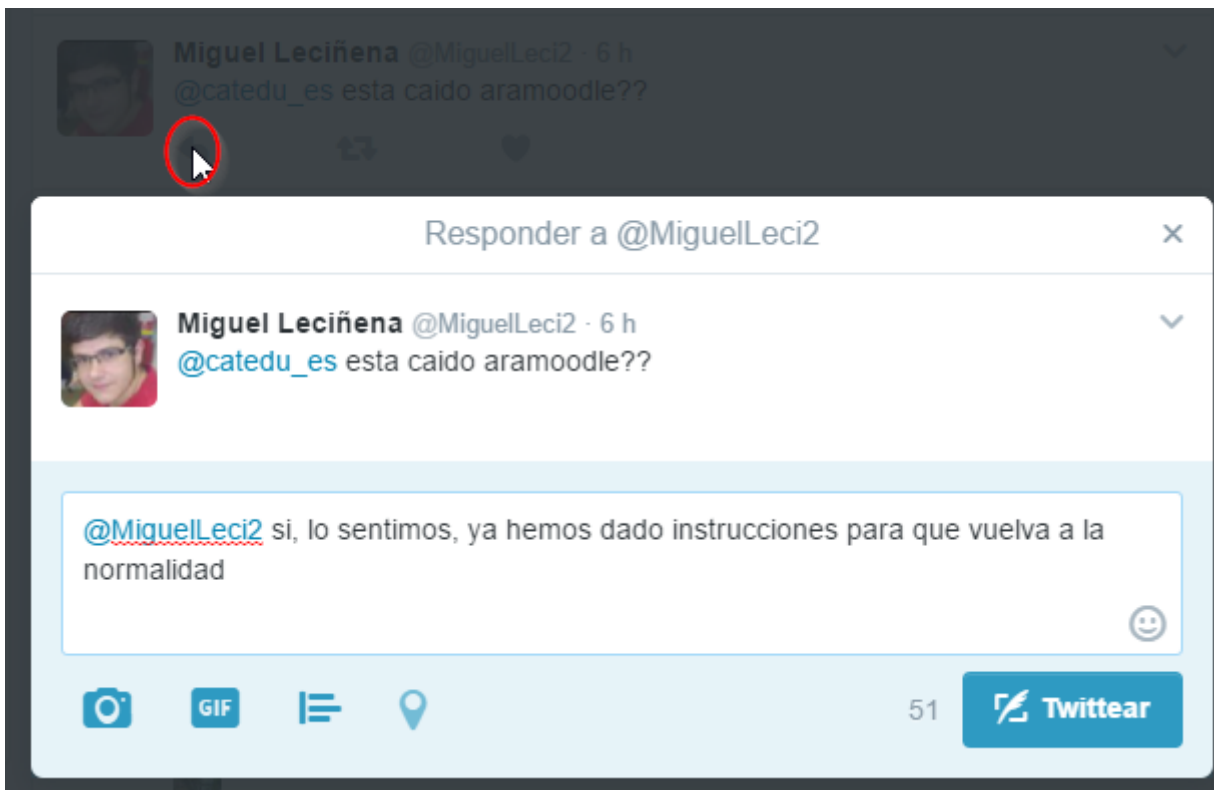 Miguel Leciñena @MiguelLeci2 · 6 h
@catedu_es esta caido aramoodle??
Responder a @MiguelLeci2
Miguel Leciñena @MiguelLeci2 · 6 h
@catedu_es esta caido aramoodle??
@MiguelLeci2 si, lo sentimos, ya hemos dado instrucciones para que vuelva a la
normalidad
GIF
51
Twittear